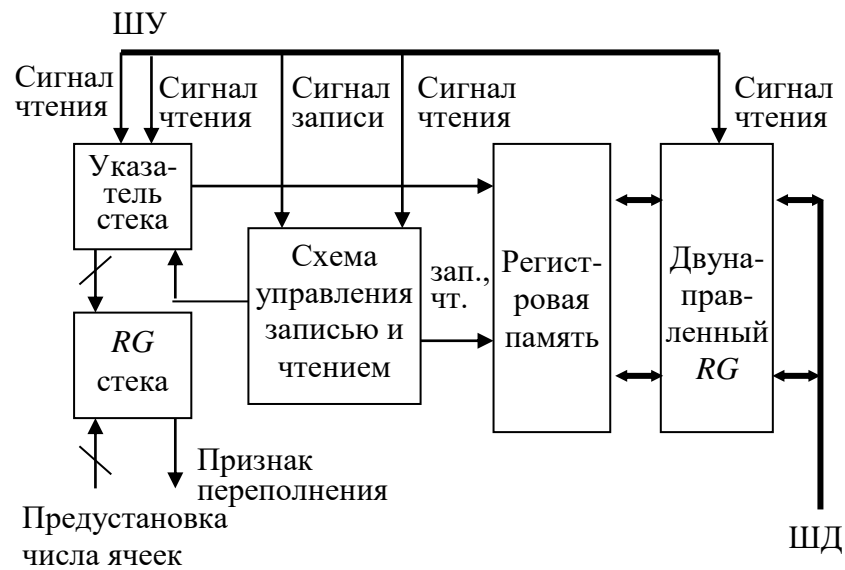 ШУ
Сигнал
чтения
Сигнал
чтения
Сигнал
записи
Сигнал
чтения
Сигнал
чтения
Указа-
тель
стека
Схема
управления
записью и
чтением
зап.,
чт.
Регист-
ровая
память
Двуна-
прав-
ленный
RG
RG
стека
Признак
переполнения
Предустановка
числа ячеек
ШД